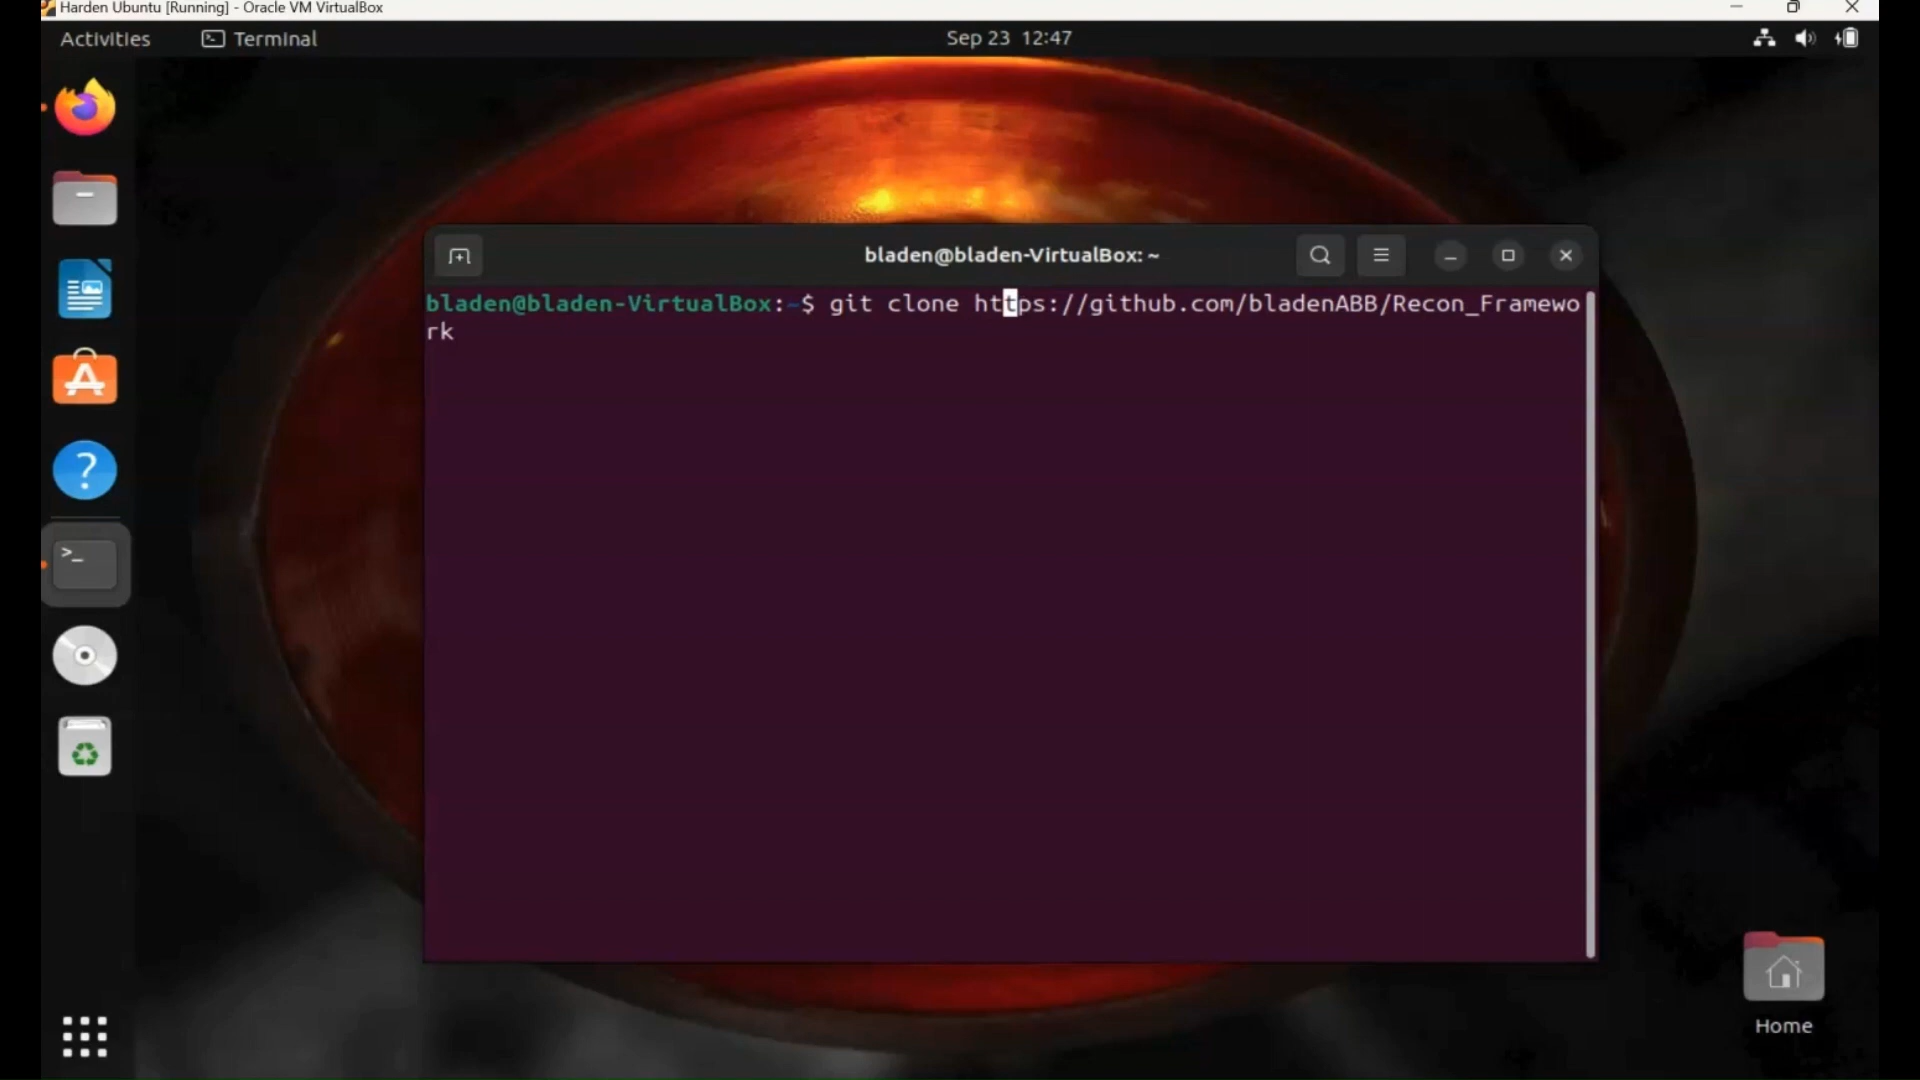 Harden Ubuntu [Running] - Oracle VM VirtualBox
Activities
Terminal
Sep 23 12:47
bladen@bladen-VirtualBox: ~
bladen@bladen-VirtualBox:~$ git clone https://github.com/bladenABB/Recon_Framewo
rk
Home